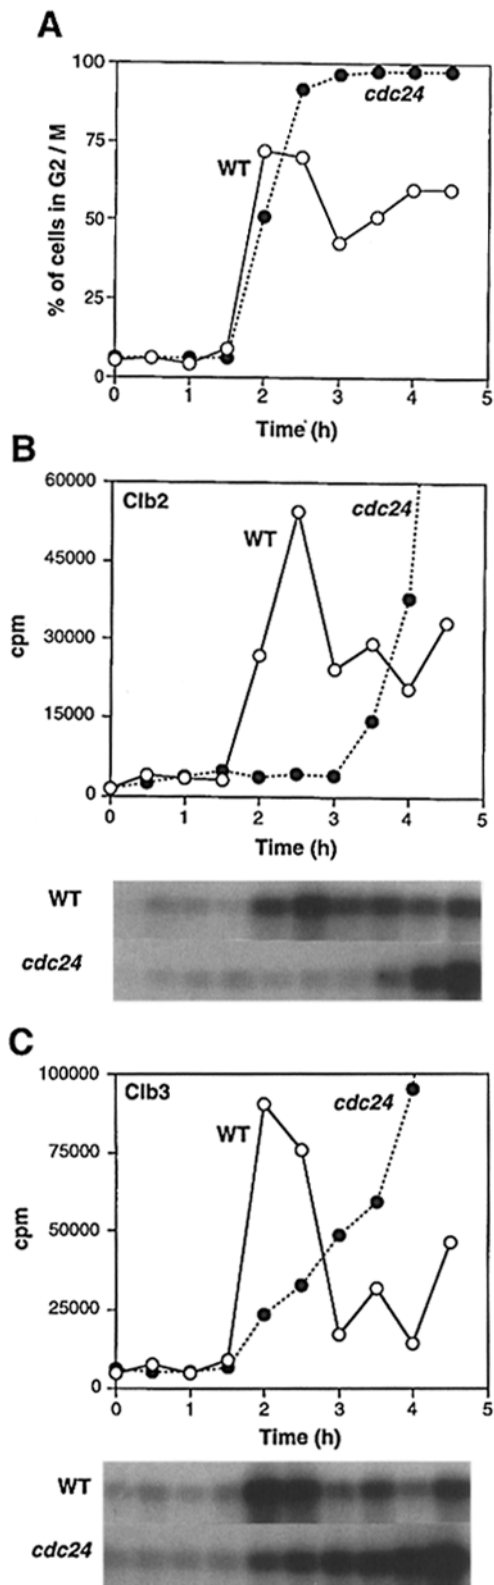 A
100
75
50
25
0
% of cells in G2 / M
WT
cdc24
0 1 2 3 4 5
Time (h)
B
60000
45000
30000
15000
0
cpm
Clb2
WT
cdc24
0 1 2 3 4 5
Time (h)
WT
cdc24
C
100000
75000
50000
25000
0
cpm
Clb3
WT
cdc24
0 1 2 3 4 5
Time (h)
WT
cdc24